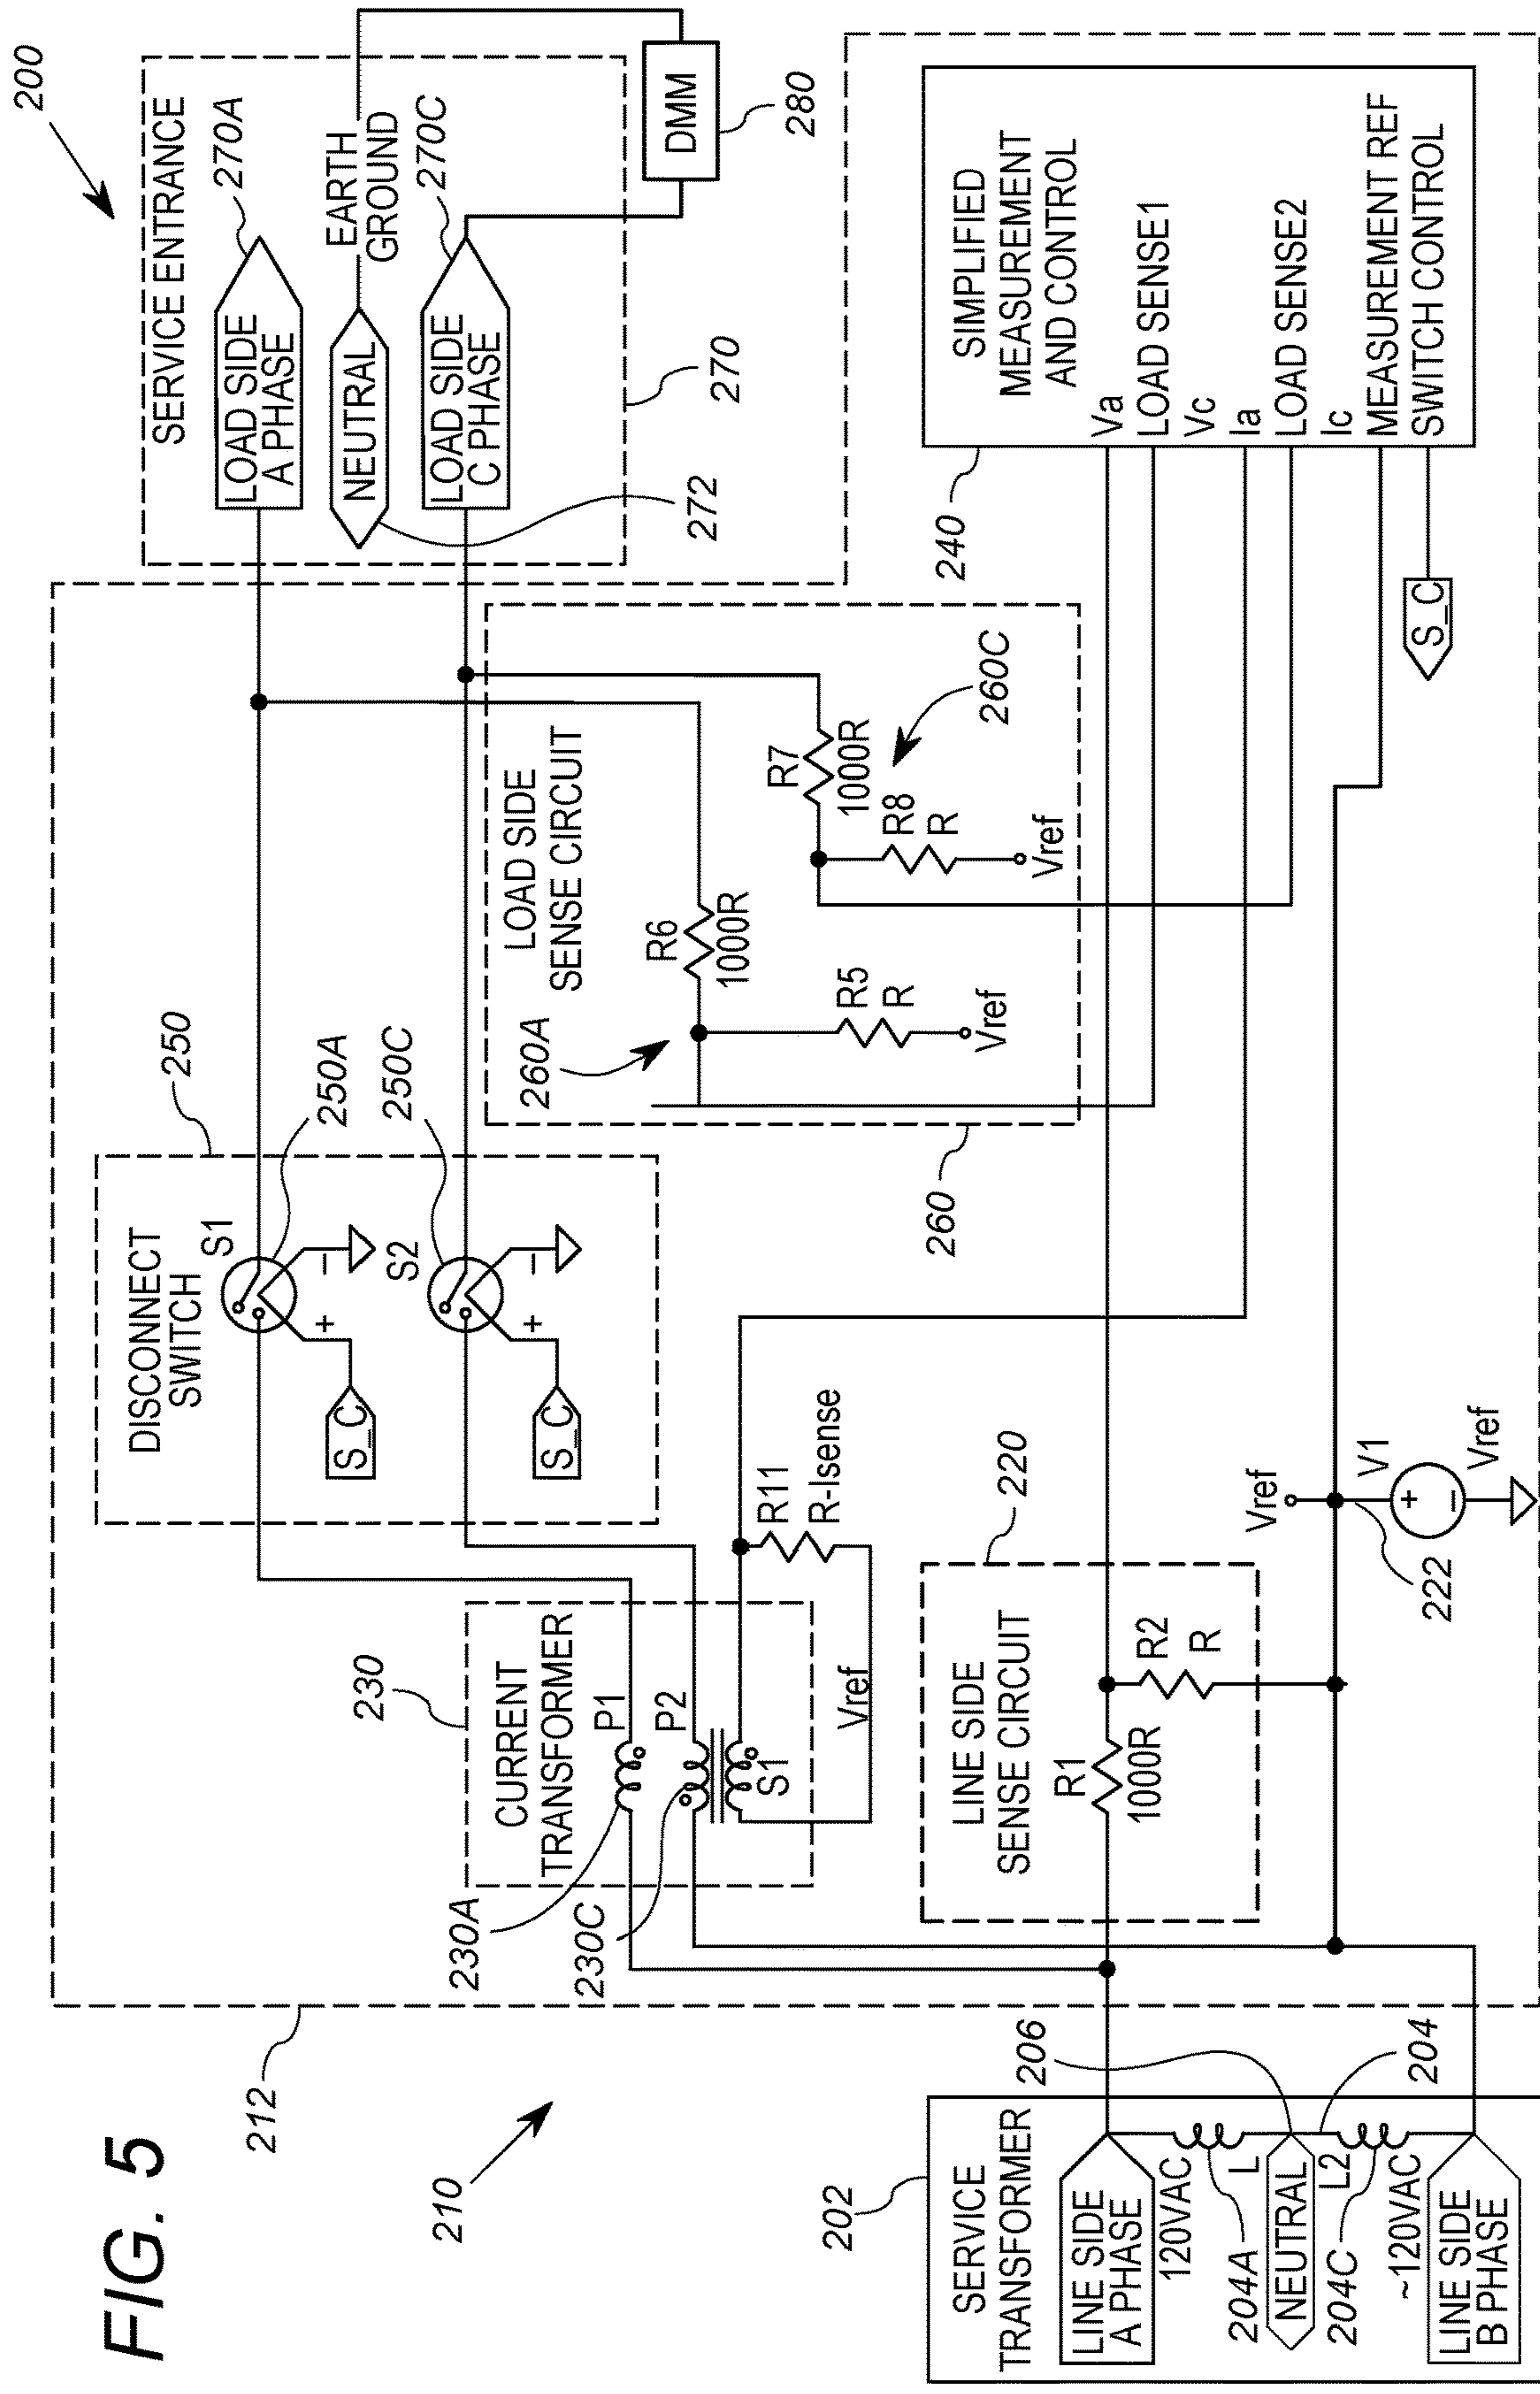 FIG. 5
200
210
212
SERVICE
TRANSFORMER
202
LINE SIDE
A PHASE
120VAC
L
204A
206
NEUTRAL
L2
204
204C
~120VAC
LINE SIDE
B PHASE
CURRENT
TRANSFORMER
230
230A
230C
P1
P2
S1
Vref
R11
R-Isense
LINE SIDE
SENSE CIRCUIT
220
R1
1000R
R2
R
Vref
222
V1
+
–
Vref
DISCONNECT
SWITCH
250
S1
250A
+
–
S_C
S2
250C
+
–
S_C
LOAD SIDE
SENSE CIRCUIT
260
260A
R6
1000R
R5
R
Vref
260C
R7
1000R
R8
R
Vref
SERVICE ENTRANCE
270A
LOAD SIDE
A PHASE
EARTH
GROUND
NEUTRAL
272
270C
LOAD SIDE
C PHASE
270
DMM
280
240
SIMPLIFIED
MEASUREMENT
AND CONTROL
Va
LOAD SENSE1
Vc
Ia
LOAD SENSE2
Ic
MEASUREMENT REF
SWITCH CONTROL
S_C